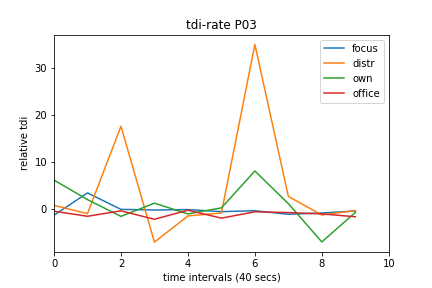 tdi-rate P03
focus
distr
own
office
relative tdi
30
20
10
0
0 2 4 6 8 10
time intervals (40 secs)